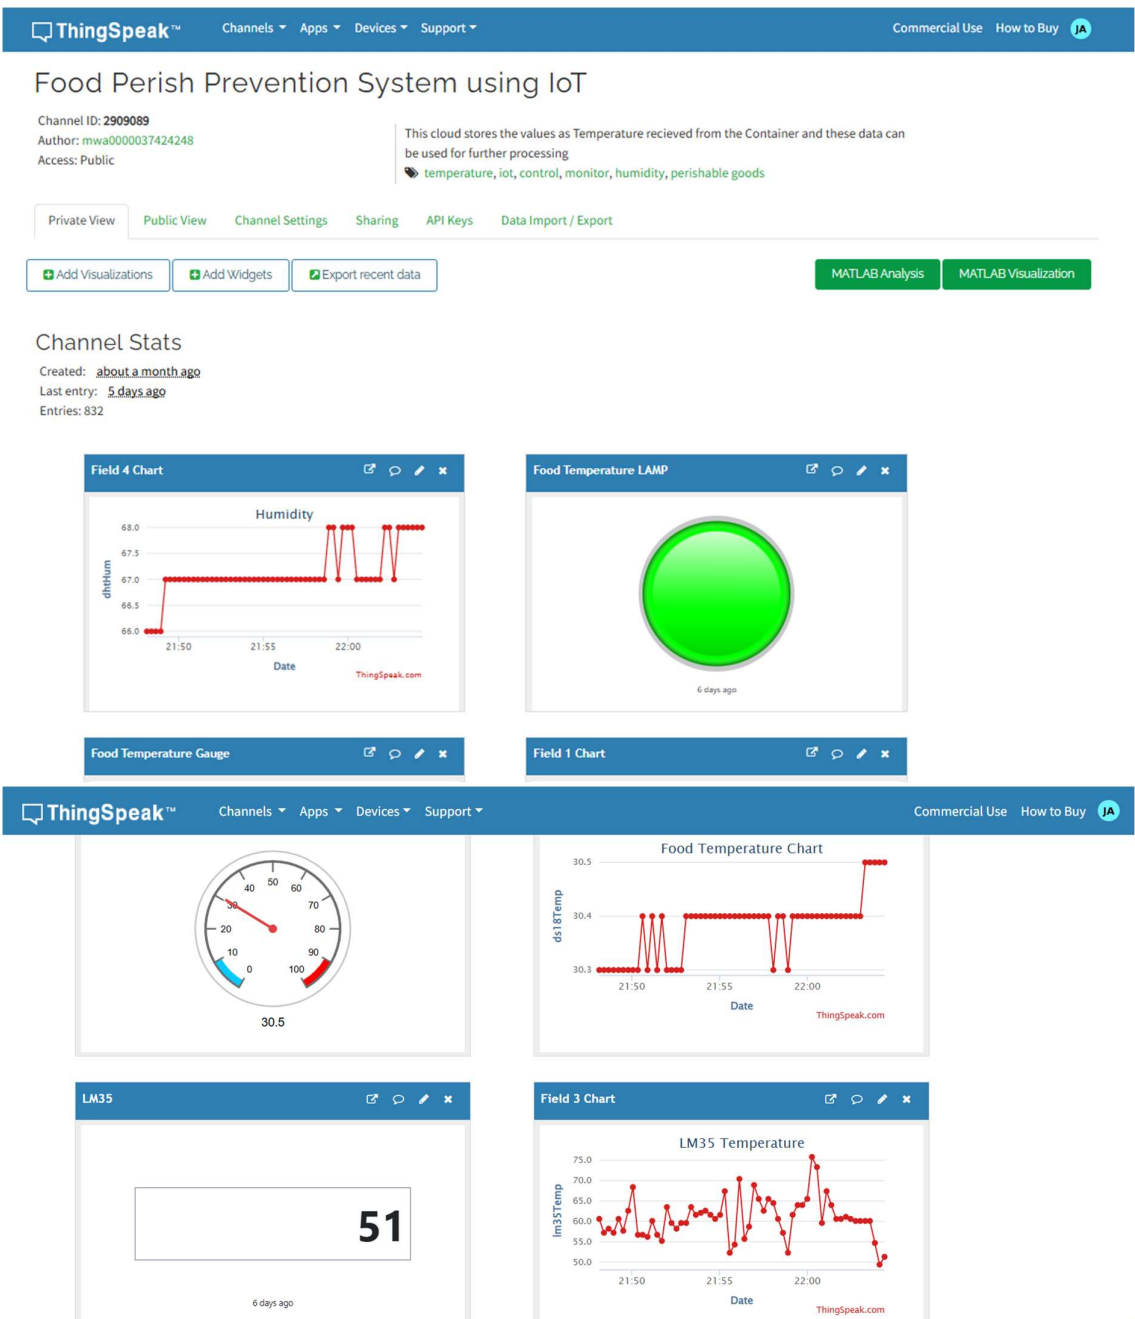 ThingSpeak™ Channels Apps Devices Support Commercial Use How to Buy JA
Food Perish Prevention System using IoT
Channel ID: 2909089
Author: mwa0000037424248
Access: Public
This cloud stores the values as Temperature recieved from the Container and these data can
be used for further processing
temperature, iot, control, monitor, humidity, perishable goods
Private View Public View Channel Settings Sharing API Keys Data Import / Export
Add Visualizations Add Widgets Export recent data MATLAB Analysis MATLAB Visualization
Channel Stats
Created: about a month ago
Last entry: 5 days ago
Entries: 832
Field 4 Chart
Humidity
68.0
67.5
67.0
66.5
66.0
dhtHum
21:50 21:55 22:00
Date
ThingSpeak.com
Food Temperature LAMP
6 days ago
Food Temperature Gauge
Field 1 Chart
ThingSpeak™ Channels Apps Devices Support Commercial Use How to Buy JA
0 10 20 30 40 50 60 70 80 90 100
30.5
Food Temperature Chart
30.5
30.4
30.3
ds18Temp
21:50 21:55 22:00
Date
ThingSpeak.com
LM35
51
6 days ago
Field 3 Chart
LM35 Temperature
75.0
70.0
65.0
60.0
55.0
50.0
lm35Temp
21:50 21:55 22:00
Date
ThingSpeak.com